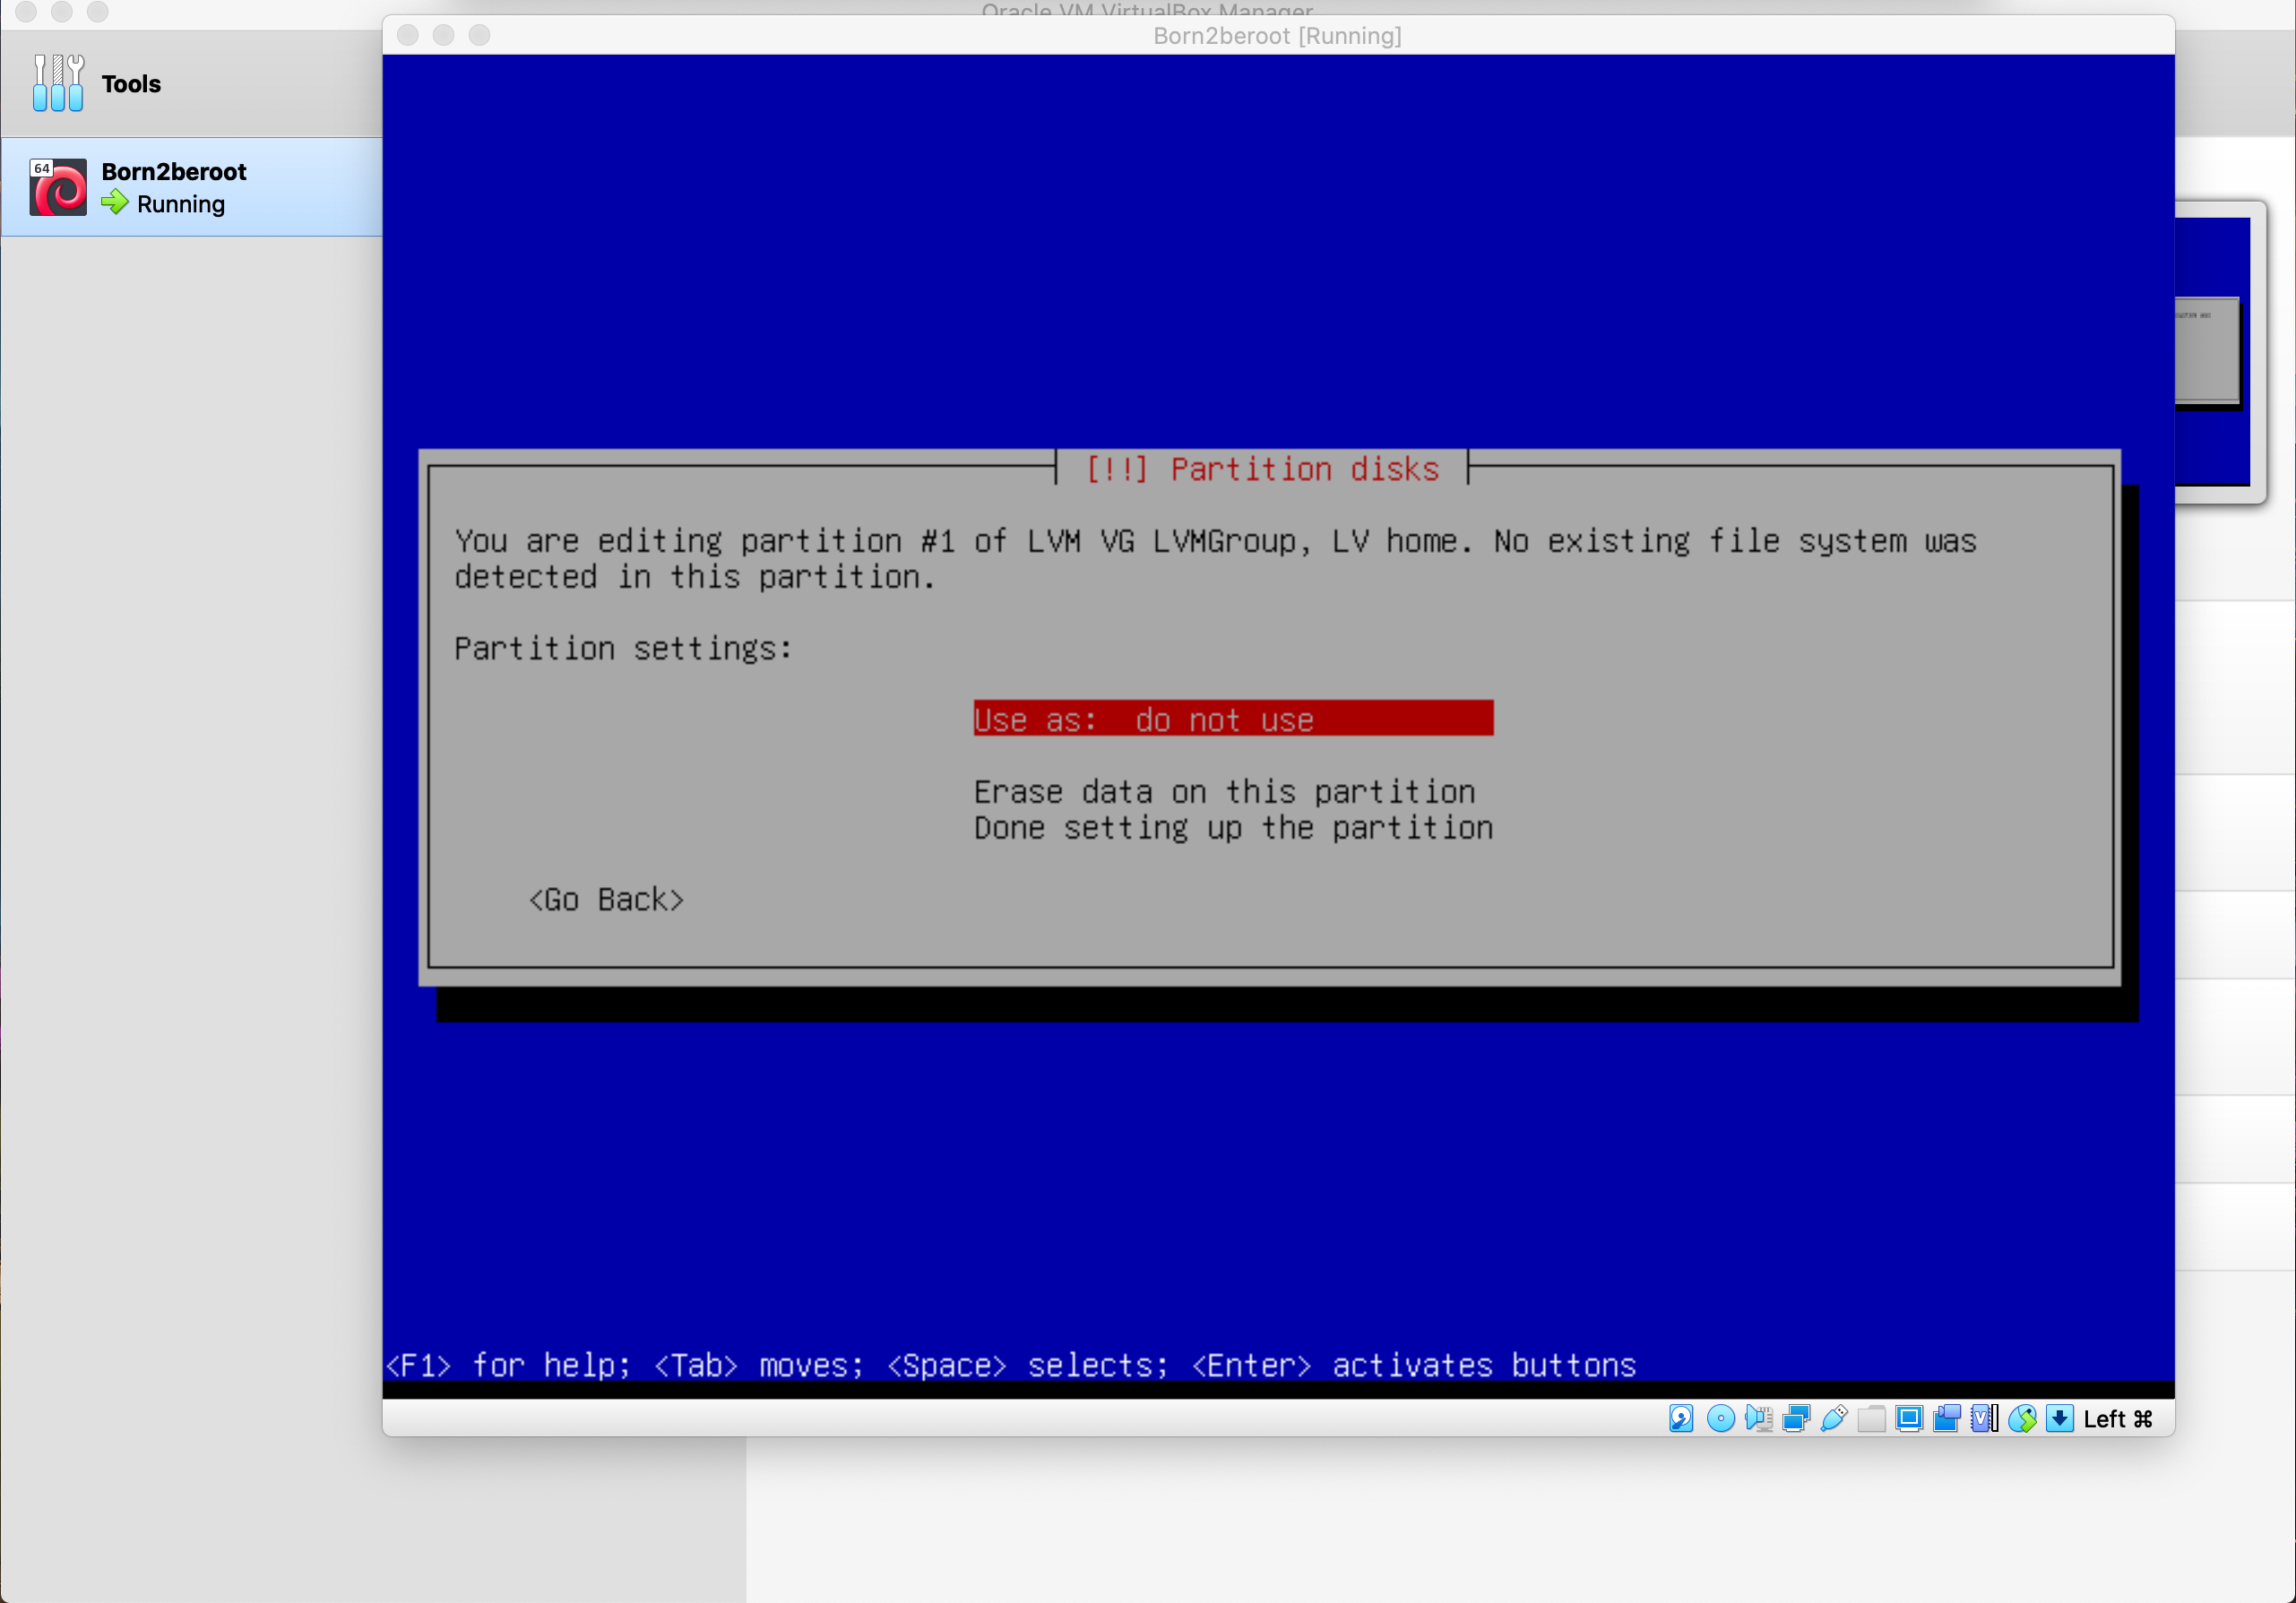 Oracle VM VirtualBox Manager
Born2beroot [Running]
Tools
64
Born2beroot
Running
[!!] Partition disks
You are editing partition #1 of LVM VG LVMGroup, LV home. No existing file system was
detected in this partition.
Partition settings:
Use as: do not use
Erase data on this partition
Done setting up the partition
<Go Back>
<F1> for help; <Tab> moves; <Space> selects; <Enter> activates buttons
Left ⌘